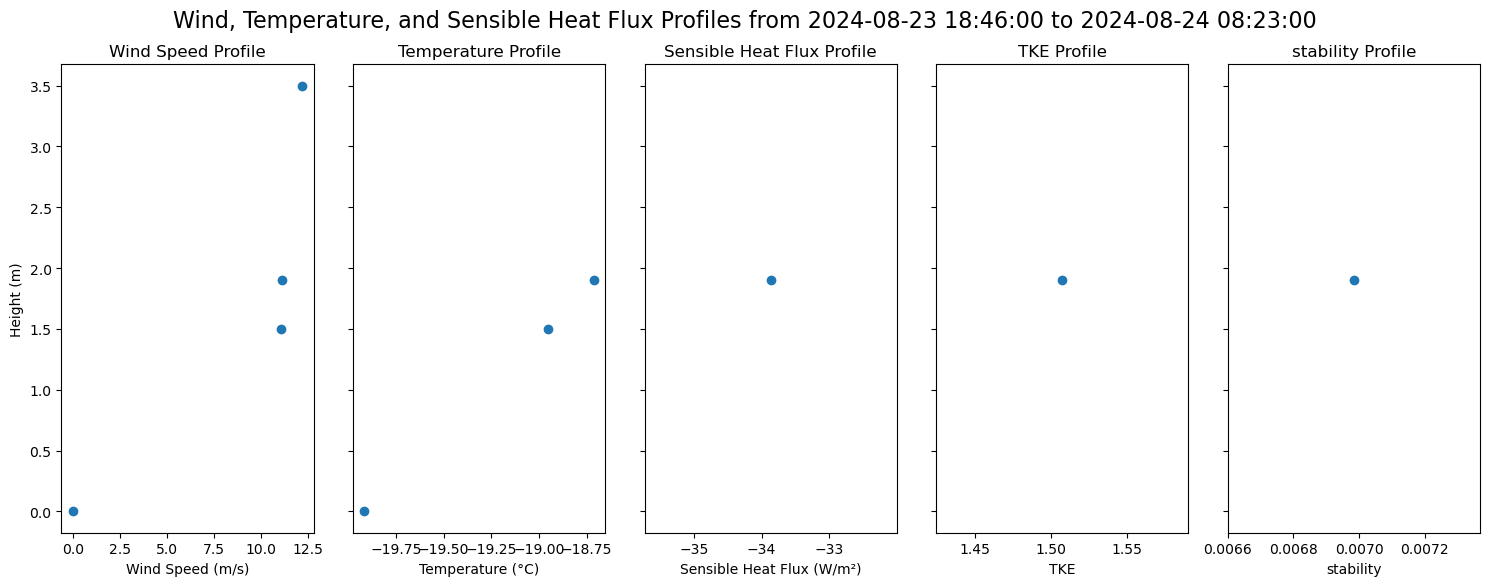 Wind, Temperature, and Sensible Heat Flux Profiles from 2024-08-23 18:46:00 to 2024-08-24 08:23:00
Wind Speed Profile
Temperature Profile
Sensible Heat Flux Profile
TKE Profile
stability Profile
Height (m)
3.5
3.0
2.5
2.0
1.5
1.0
0.5
0.0
0.0 2.5 5.0 7.5 10.0 12.5
−19.75 −19.50 −19.25 −19.00 −18.75
−35 −34 −33
1.45 1.50 1.55
0.0066 0.0068 0.0070 0.0072
Wind Speed (m/s)
Temperature (°C)
Sensible Heat Flux (W/m²)
TKE
stability